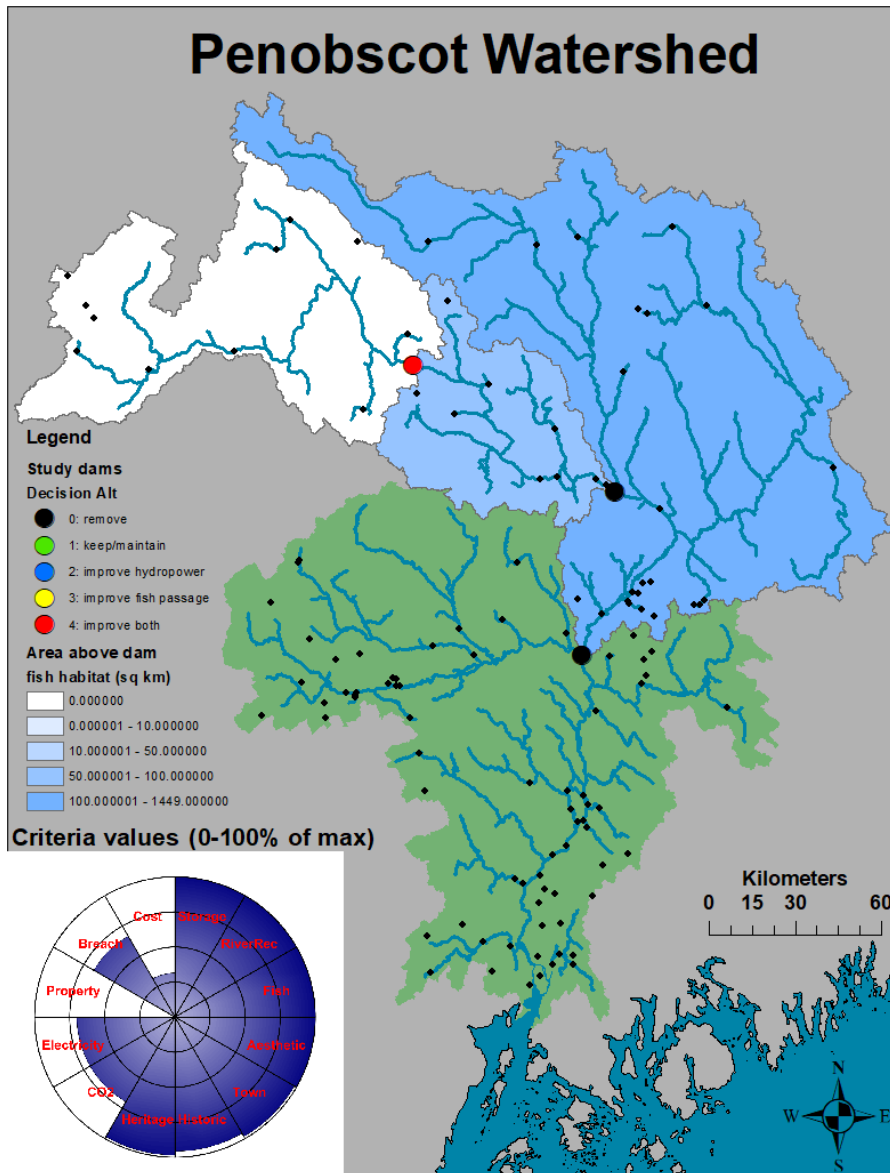 Penobscot Watershed
Legend
Study dams
Decision Alt
0: remove
1: keep/maintain
2: improve hydropower
3: improve fish passage
4: improve both
Area above dam
fish habitat (sq km)
0.000000
0.000001 - 10.000000
10.000001 - 50.000000
50.000001 - 100.000000
100.000001 - 1449.000000
Criteria values (0-100% of max)
Cost
Storage
Breach
RiverRec
Property
Fish
Electricity
Aesthetic
CO2
Town
Heritage
Historic
Kilometers
0 15 30 60
N
W
E
S